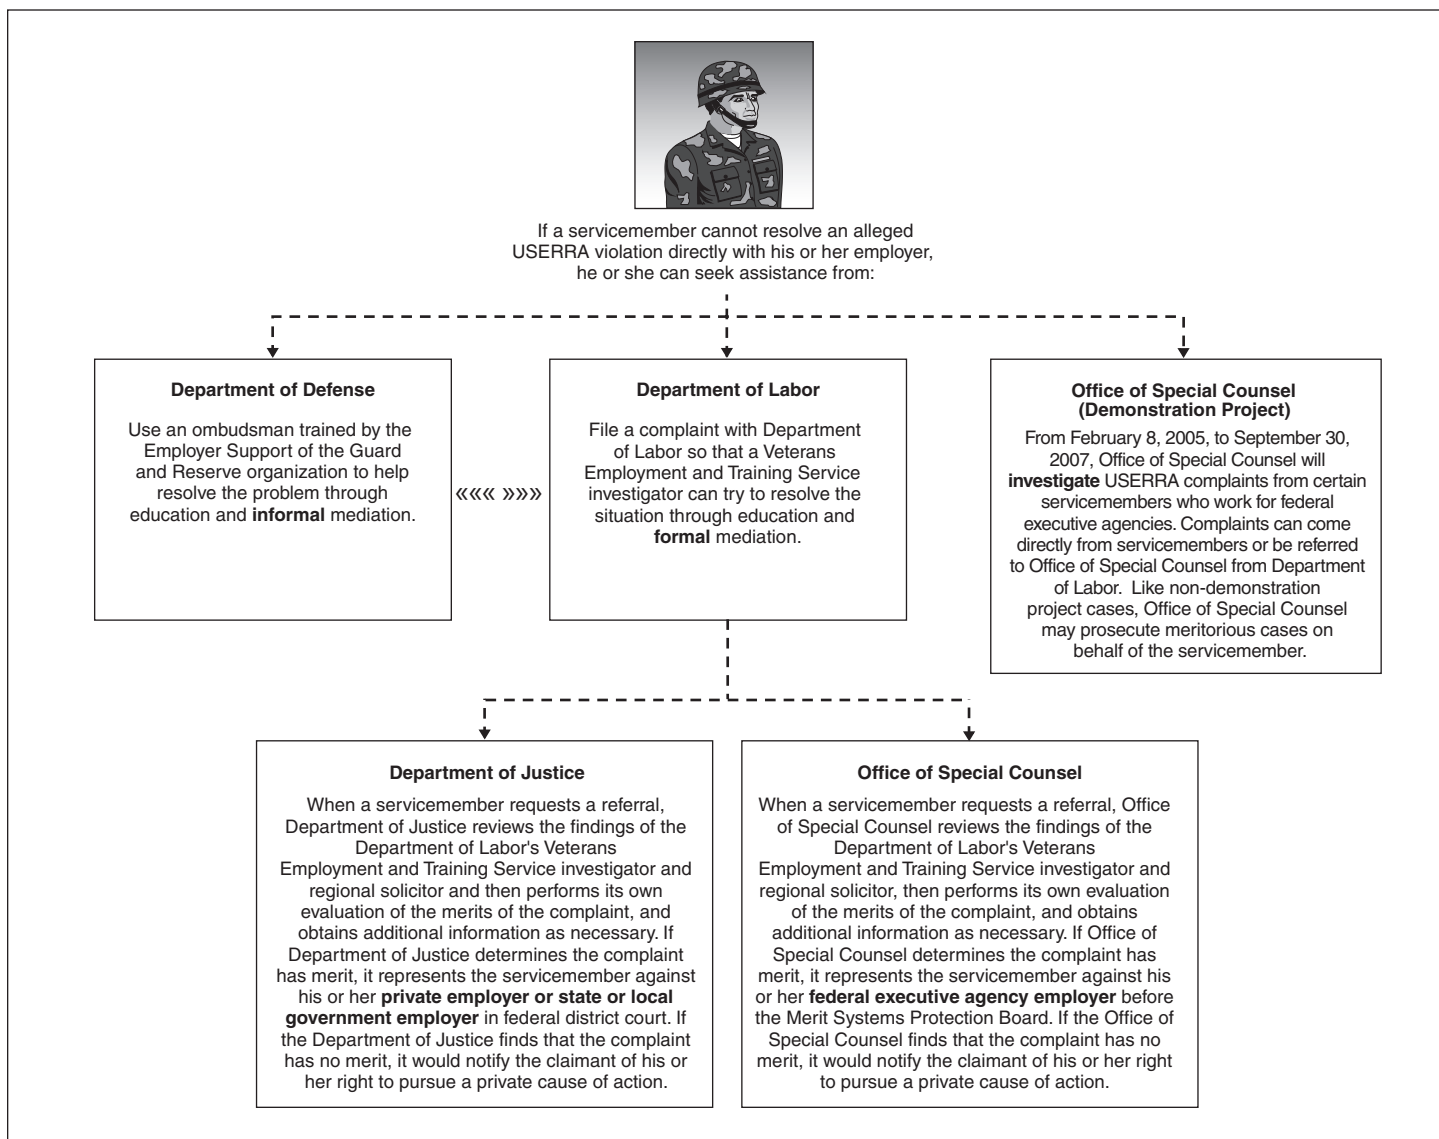 If a servicemember cannot resolve an alleged
USERRA violation directly with his or her employer,
he or she can seek assistance from:
Department of Defense
Use an ombudsman trained by the
Employer Support of the Guard
and Reserve organization to help
resolve the problem through
education and informal mediation.
««« »»»
Department of Labor
File a complaint with Department
of Labor so that a Veterans
Employment and Training Service
investigator can try to resolve the
situation through education and
formal mediation.
Office of Special Counsel
(Demonstration Project)
From February 8, 2005, to September 30,
2007, Office of Special Counsel will
investigate USERRA complaints from certain
servicemembers who work for federal
executive agencies. Complaints can come
directly from servicemembers or be referred
to Office of Special Counsel from Department
of Labor.  Like non-demonstration
project cases, Office of Special Counsel
may prosecute meritorious cases on
behalf of the servicemember.
Department of Justice
When a servicemember requests a referral,
Department of Justice reviews the findings of the
Department of Labor's Veterans
Employment and Training Service investigator and
regional solicitor and then performs its own
evaluation of the merits of the complaint, and
obtains additional information as necessary. If
Department of Justice determines the complaint
has merit, it represents the servicemember against
his or her private employer or state or local
government employer in federal district court. If
the Department of Justice finds that the complaint
has no merit, it would notify the claimant of his or
her right to pursue a private cause of action.
Office of Special Counsel
When a servicemember requests a referral, Office
of Special Counsel reviews the findings of the
Department of Labor's Veterans
Employment and Training Service investigator and
regional solicitor, then performs its own evaluation
of the merits of the complaint, and obtains
additional information as necessary. If Office of
Special Counsel determines the complaint has
merit, it represents the servicemember against his
or her federal executive agency employer before
the Merit Systems Protection Board. If the Office of
Special Counsel finds that the complaint has no
merit, it would notify the claimant of his or her right
to pursue a private cause of action.